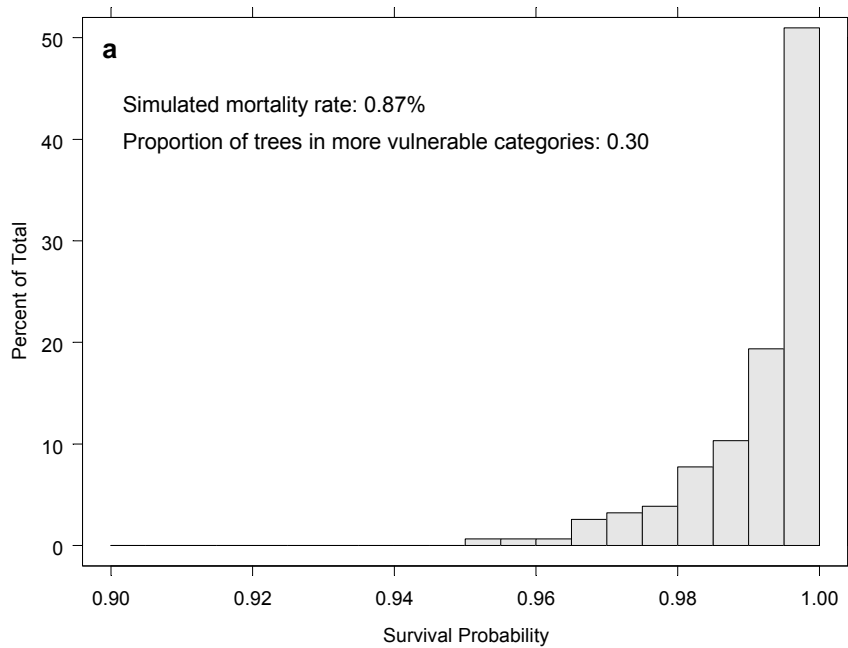 a
Simulated mortality rate: 0.87%
Proportion of trees in more vulnerable categories: 0.30
Percent of Total
50
40
30
20
10
0
0.90 0.92 0.94 0.96 0.98 1.00
Survival Probability